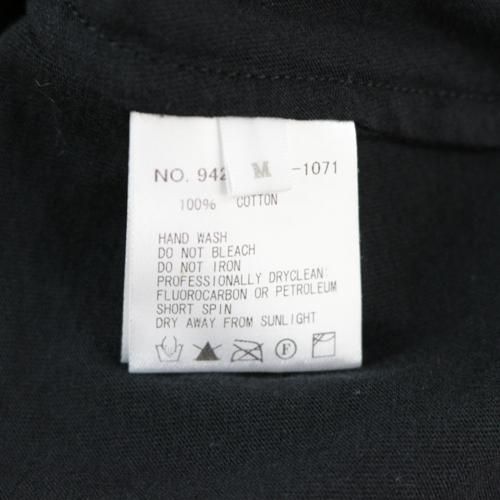 NO. 942
M
-1071
100% COTTON
HAND WASH
DO NOT BLEACH
DO NOT IRON
PROFESSIONALLY DRYCLEAN:
FLUOROCARBON OR PETROLEUM
SHORT SPIN
DRY AWAY FROM SUNLIGHT
F